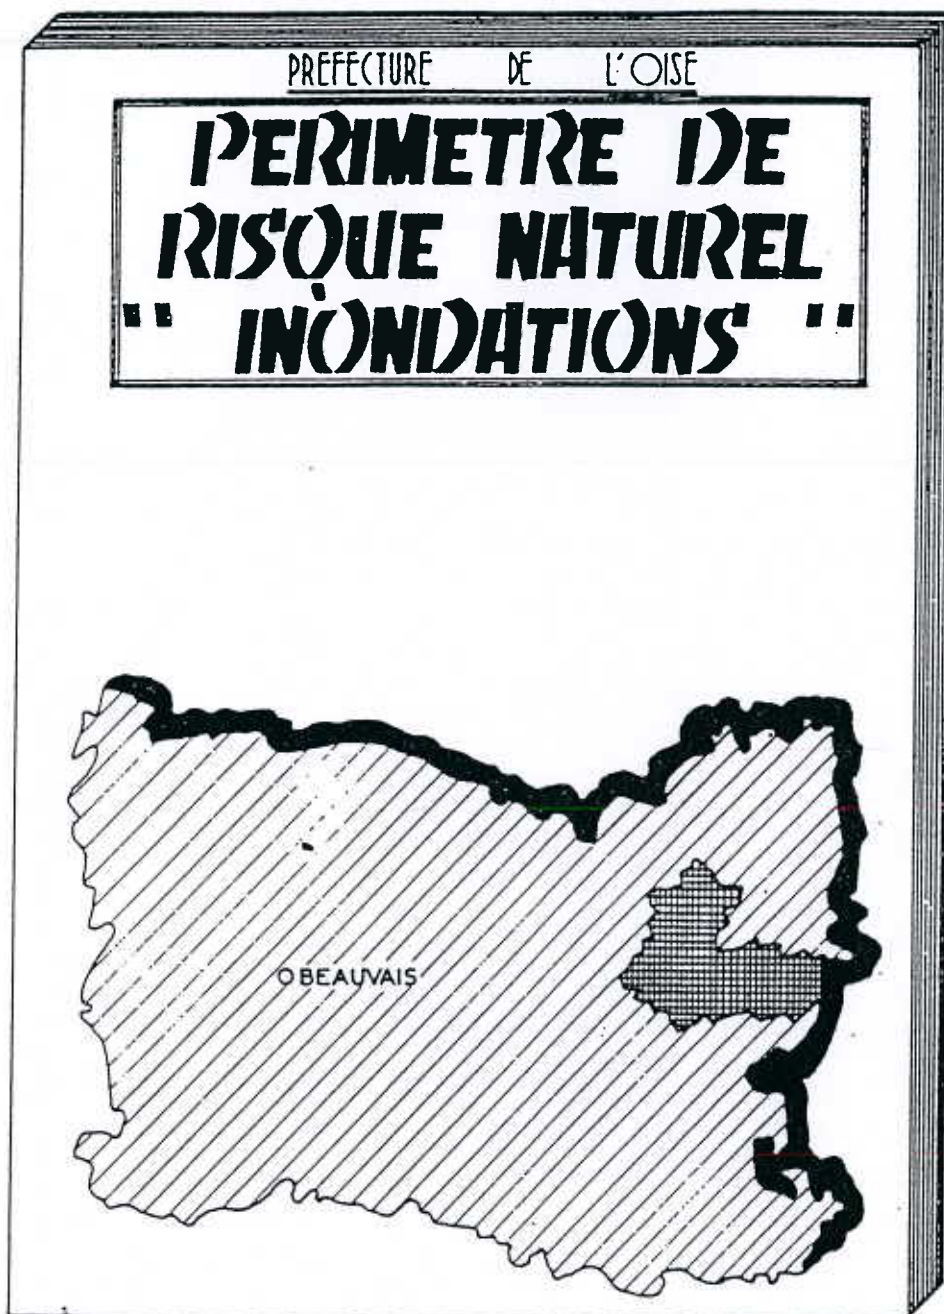 PREFECTURE DE L'OISE
PERIMETRE DE
RISQUE NATUREL
" INONDATIONS "
O BEAUVAIS